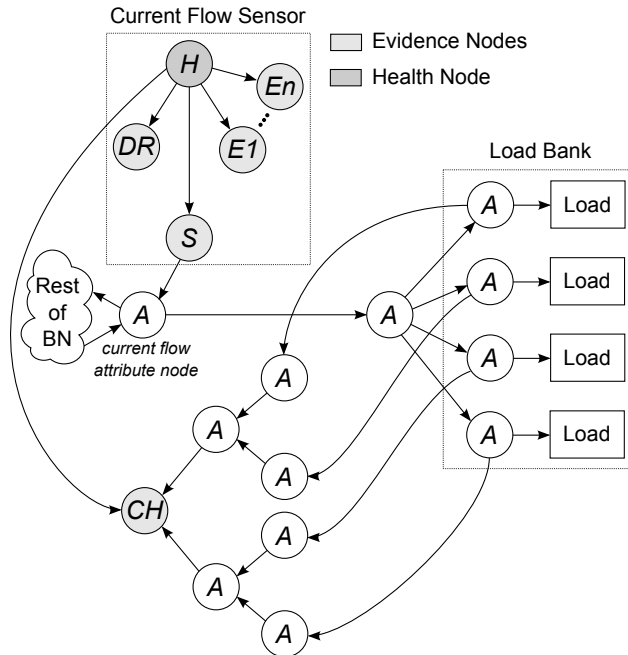 Current Flow Sensor
H
En
DR
E1
S
Evidence Nodes
Health Node
Load Bank
A
Load
A
Load
A
Load
A
Load
Rest
of
BN
A
current flow
attribute node
A
A
A
A
CH
A
A
A